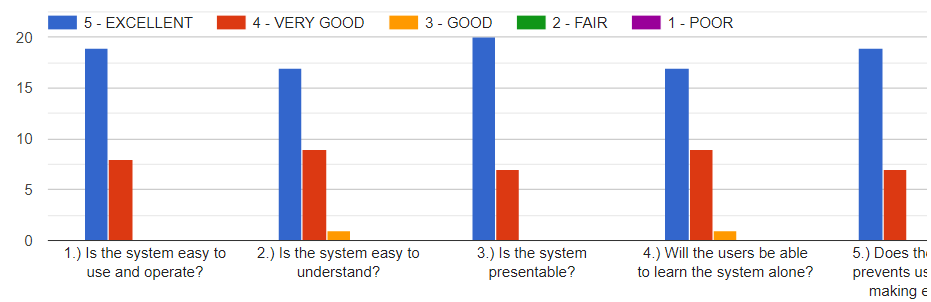 5 - EXCELLENT 4 - VERY GOOD 3 - GOOD 2 - FAIR 1 - POOR
20
15
10
5
0
1.) Is the system easy to
use and operate?
2.) Is the system easy to
understand?
3.) Is the system
presentable?
4.) Will the users be able
to learn the system alone?
5.) Does
prevents
making